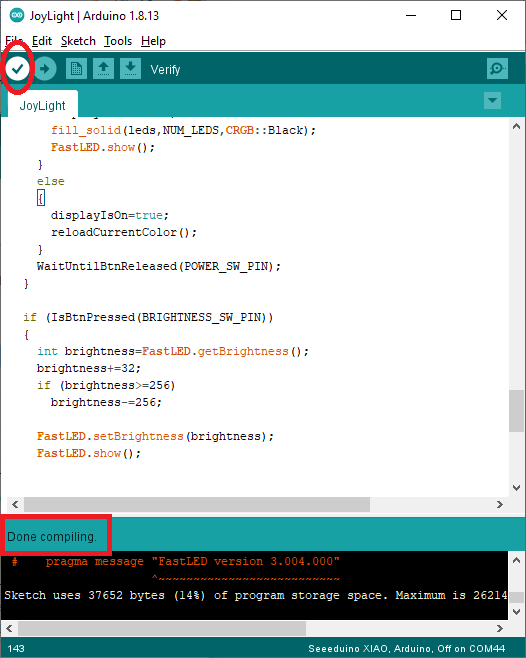 JoyLight | Arduino 1.8.13
File Edit Sketch Tools Help
Verify
JoyLight
fill_solid(leds,NUM_LEDS,CRGB::Black);
FastLED.show();
}
else
{
displayIsOn=true;
reloadCurrentColor();
}
WaitUntilBtnReleased(POWER_SW_PIN);
}
if (IsBtnPressed(BRIGHTNESS_SW_PIN))
{
int brightness=FastLED.getBrightness();
brightness+=32;
if (brightness>=256)
brightness-=256;
FastLED.setBrightness(brightness);
FastLED.show();
Done compiling.
#    pragma message "FastLED version 3.004.000"
^~~~~~~~~~~~~~~~~~~~~~~~~~~
Sketch uses 37652 bytes (14%) of program storage space. Maximum is 26214
143
Seeeduino XIAO, Arduino, Off on COM44